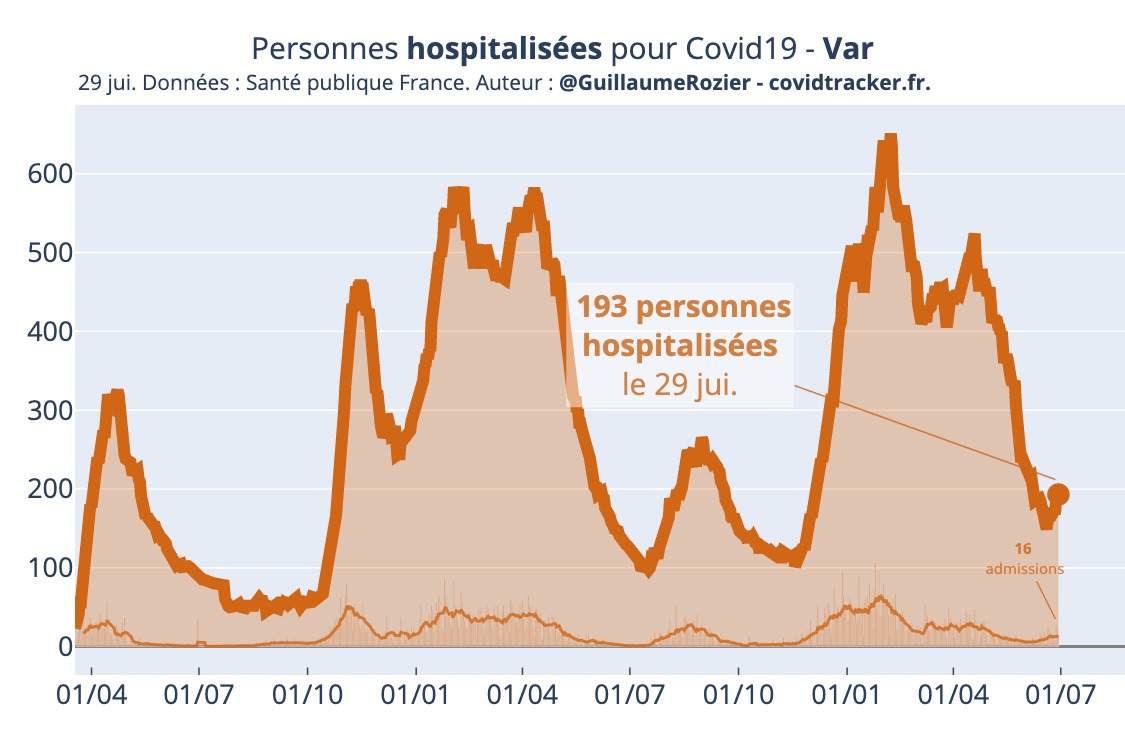 Personnes hospitalisées pour Covid19 - Var
29 jui. Données : Santé publique France. Auteur : @GuillaumeRozier - covidtracker.fr.
600
500
400
300
200
100
0
193 personnes
hospitalisées
le 29 jui.
16
admissions
01/04 01/07 01/10 01/01 01/04 01/07 01/10 01/01 01/04 01/07